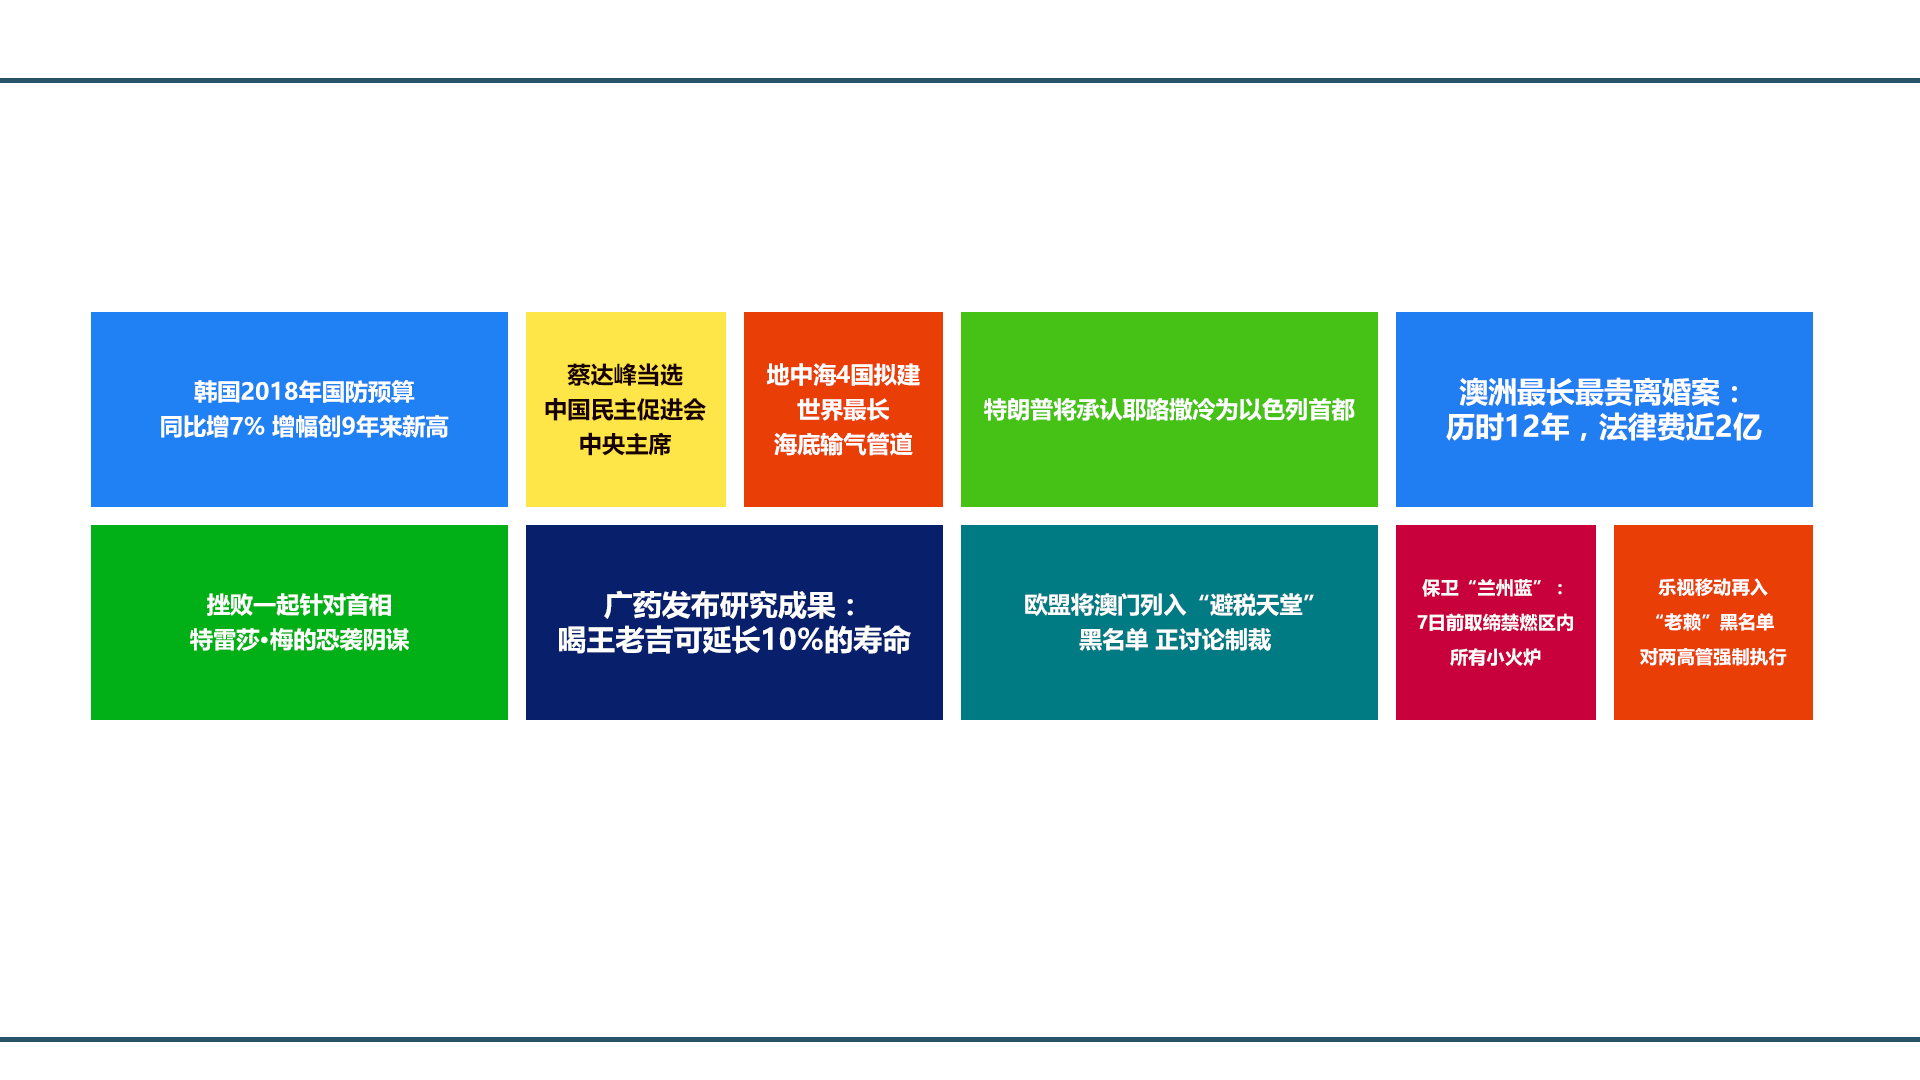 韩国2018年国防预算
同比增7% 增幅创9年来新高
蔡达峰当选
中国民主促进会
中央主席
地中海4国拟建
世界最长
海底输气管道
特朗普将承认耶路撒冷为以色列首都
澳洲最长最贵离婚案：
历时12年，法律费近2亿
挫败一起针对首相
特雷莎·梅的恐袭阴谋
广药发布研究成果：
喝王老吉可延长10%的寿命
欧盟将澳门列入“避税天堂”
黑名单 正讨论制裁
保卫“兰州蓝”：
7日前取缔禁燃区内
所有小火炉
乐视移动再入
“老赖”黑名单
对两高管强制执行